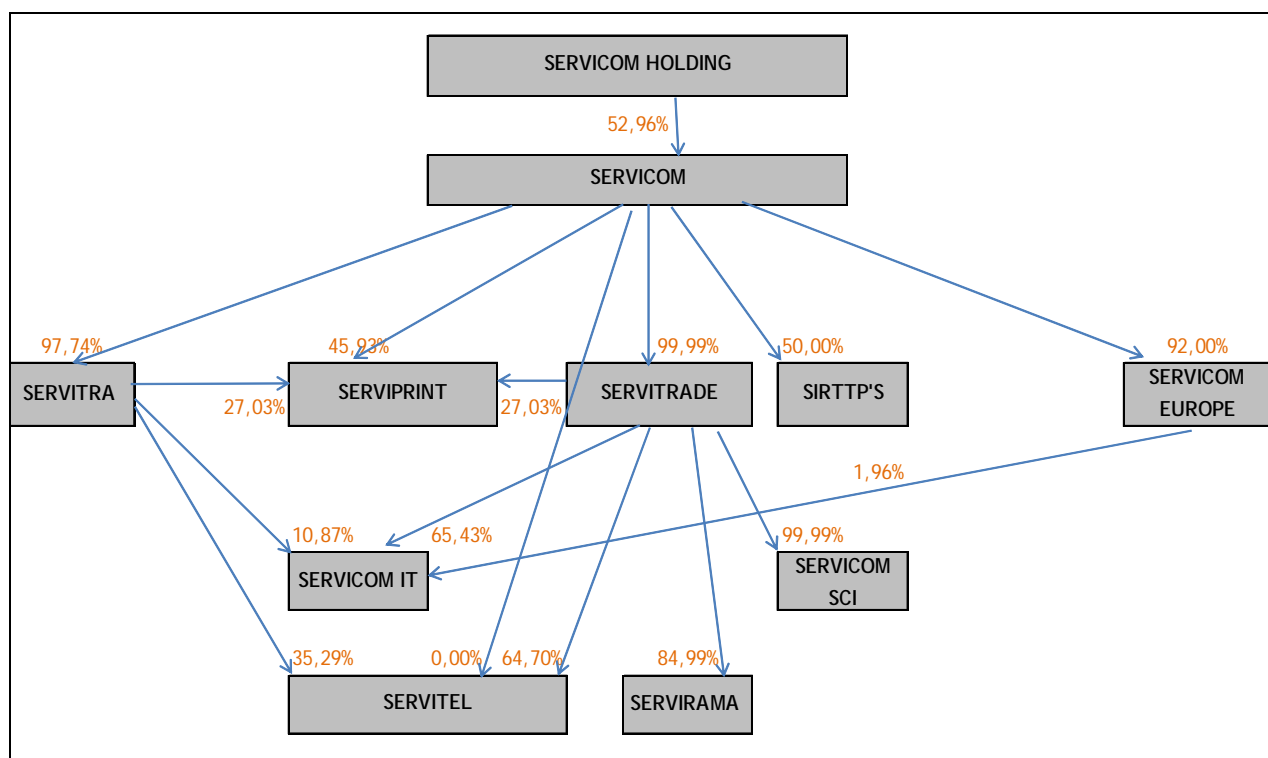 SERVICOM HOLDING
52,96%
SERVICOM
97,74%
45,93%
99,99%
50,00%
92,00%
SERVITRA
SERVIPRINT
SERVITRADE
SIRTTP'S
SERVICOM
EUROPE
27,03%
27,03%
1,96%
10,87%
65,43%
99,99%
SERVICOM IT
SERVICOM
SCI
35,29%
0,00%
64,70%
84,99%
SERVITEL
SERVIRAMA